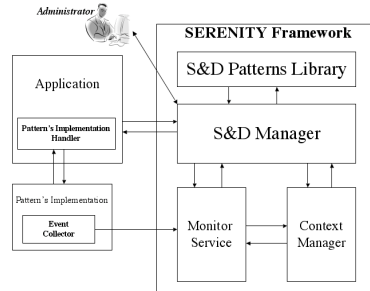 Administrator
SERENITY Framework
S&D Patterns Library
Application
Pattern's Implementation
Handler
S&D Manager
Pattern's Implementation
Event
Collector
Monitor
Service
Context
Manager